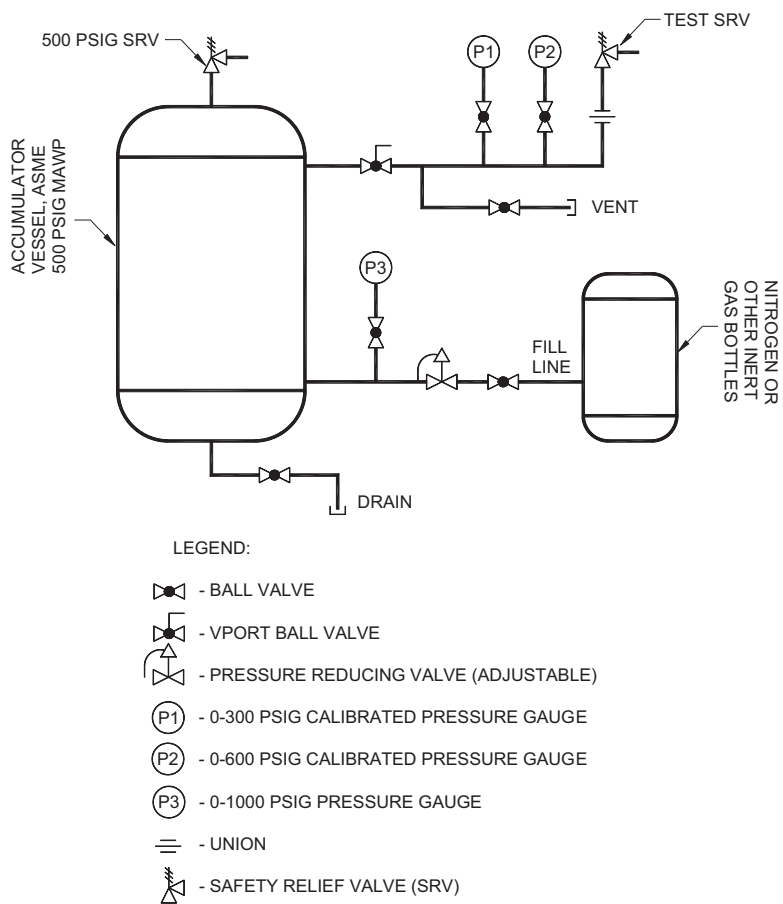 500 PSIG SRV
P1
P2
TEST SRV
ACCUMULATOR
VESSEL, ASME
500 PSIG MAWP
VENT
P3
FILL
LINE
NITROGEN OR
OTHER INERT
GAS BOTTLES
DRAIN
LEGEND:
- BALL VALVE
- VPORT BALL VALVE
- PRESSURE REDUCING VALVE (ADJUSTABLE)
P1 - 0-300 PSIG CALIBRATED PRESSURE GAUGE
P2 - 0-600 PSIG CALIBRATED PRESSURE GAUGE
P3 - 0-1000 PSIG PRESSURE GAUGE
- UNION
- SAFETY RELIEF VALVE (SRV)